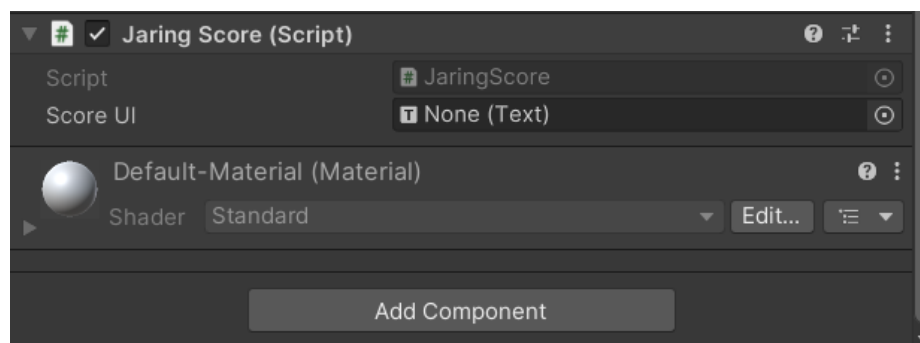 Jaring Score (Script)
Script JaringScore
Score UI None (Text)
Default-Material (Material)
Shader Standard Edit...
Add Component